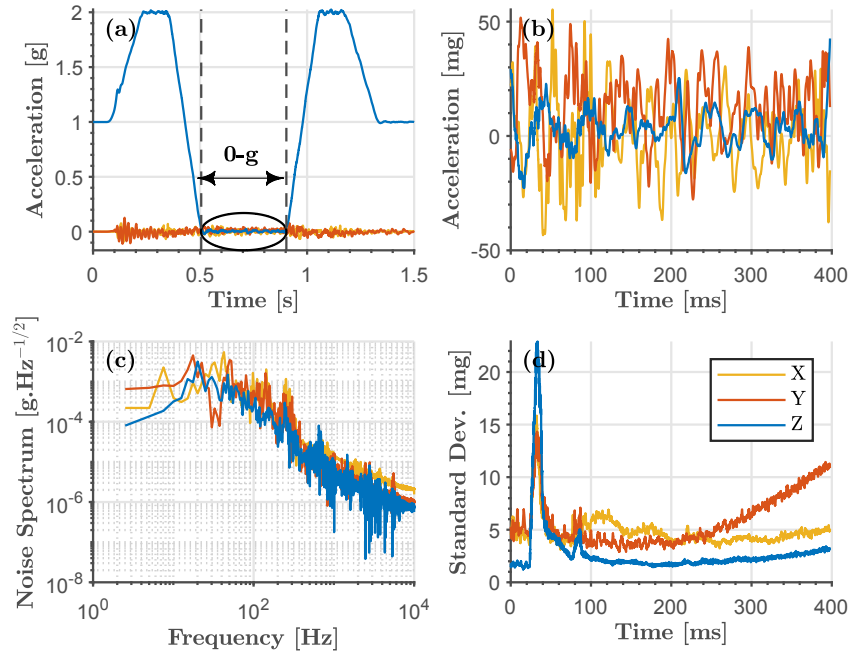 (a)
Acceleration [g]
2
1.5
1
0.5
0
0-g
0
0.5
1
1.5
Time [s]
(b)
Acceleration [mg]
50
0
-50
0
100
200
300
400
Time [ms]
(c)
Noise Spectrum [g.Hz^{-1/2}]
10^{-2}
10^{-4}
10^{-6}
10^{-8}
10^{0}
10^{2}
10^{4}
Frequency [Hz]
(d)
Standard Dev. [mg]
20
15
10
5
0
X
Y
Z
0
100
200
300
400
Time [ms]